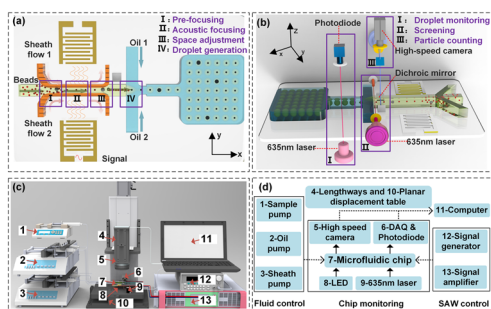 (a)
Sheath
flow 1
Oil 1
I : Pre-focusing
II : Acoustic focusing
III : Space adjustment
IV : Droplet generation
Beads
I
II
III
IV
Sheath
flow 2
Oil 2
Signal
y
x
(b)
z
y
x
Photodiode
I : Droplet monitoring
II : Screening
III : Particle counting
III
High-speed camera
Dichroic mirror
635nm laser
I
II
635nm laser
(c)
1
2
3
4
5
6
7
8
9
10
11
12
13
(d)
1-Sample
pump
2-Oil
pump
3-Sheath
pump
Fluid control
4-Lengthways and 10-Planar
displacement table
5-High speed
camera
6-DAQ &
Photodiode
7-Microfluidic chip
8-LED
9-635nm laser
Chip monitoring
11-Computer
12-Signal
generator
13-Signal
amplifier
SAW control